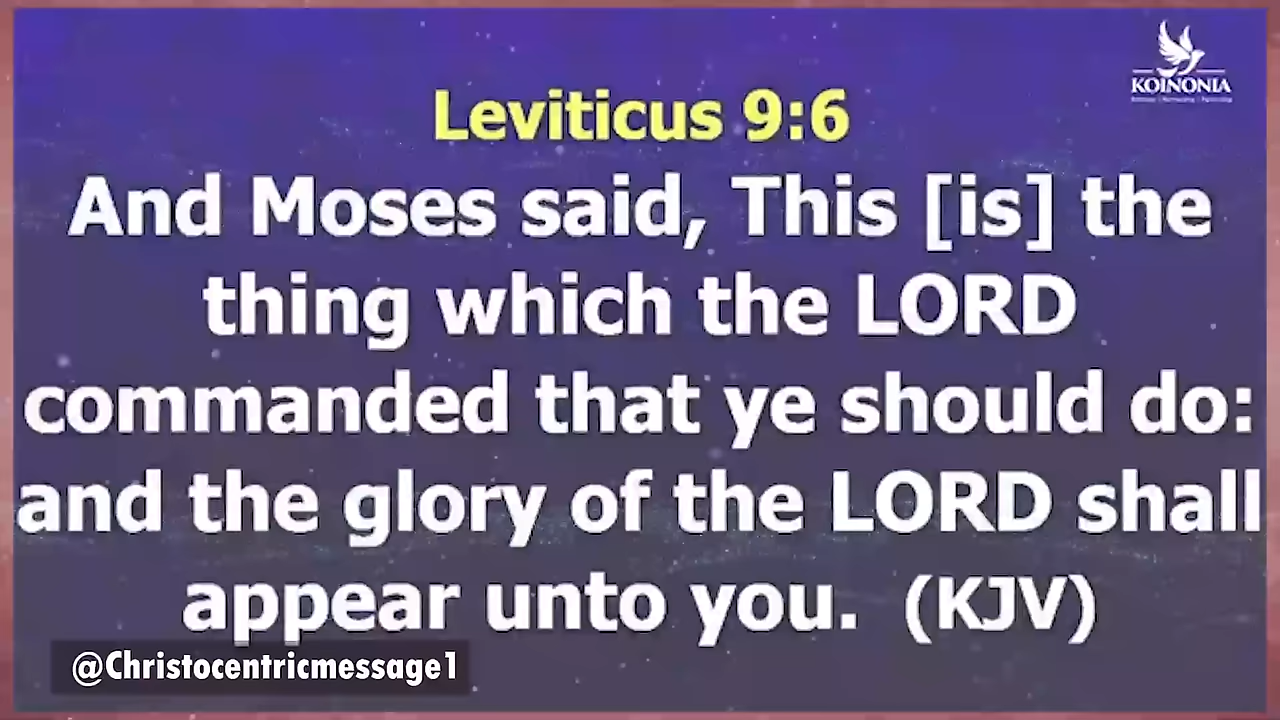 KOINONIA
Leviticus 9:6
And Moses said, This [is] the
thing which the LORD
commanded that ye should do:
and the glory of the LORD shall
appear unto you. (KJV)
@Christocentricmessage1